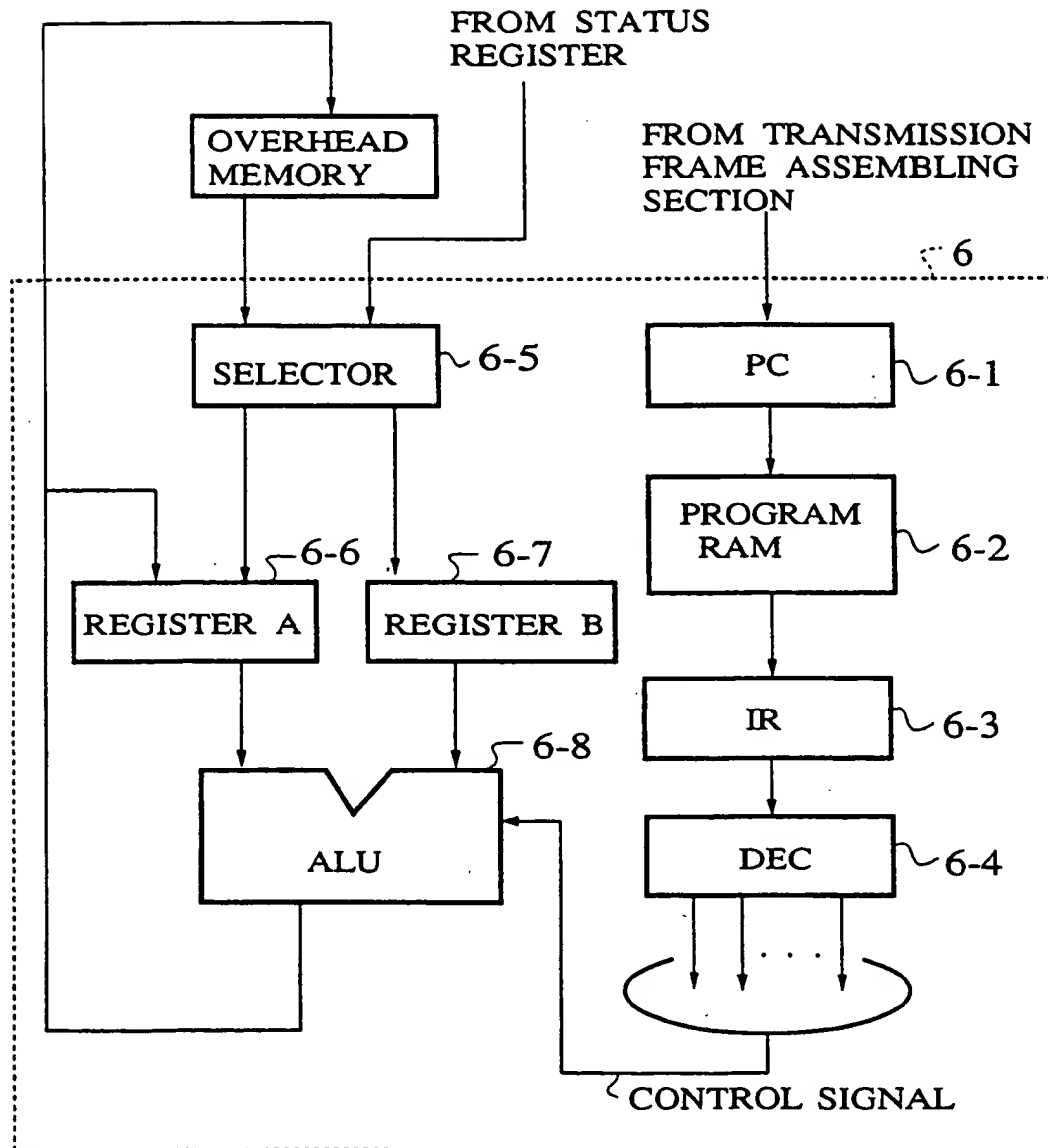 FROM STATUS
REGISTER
OVERHEAD
MEMORY
FROM TRANSMISSION
FRAME ASSEMBLING
SECTION
6
SELECTOR
6-5
PC
6-1
PROGRAM
RAM
6-2
6-6
6-7
REGISTER A
REGISTER B
IR
6-3
6-8
ALU
DEC
6-4
. . .
CONTROL SIGNAL